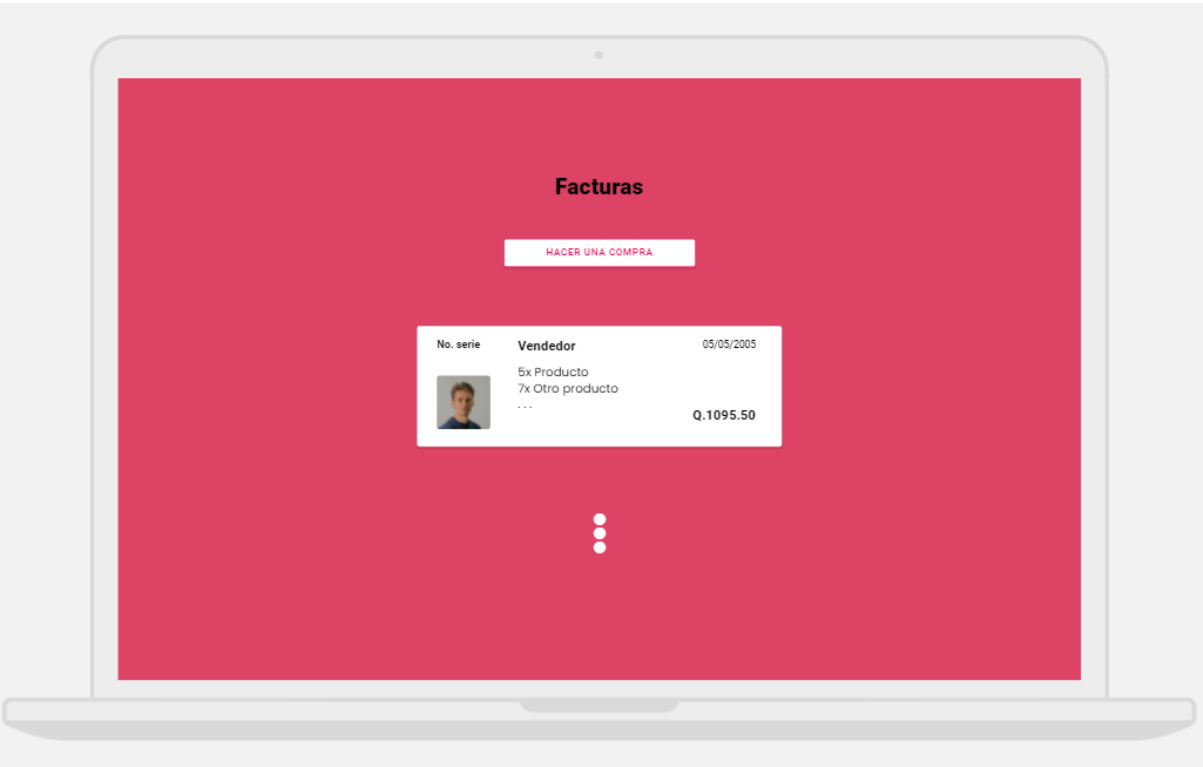 Facturas
HACER UNA COMPRA
No. serie
Vendedor
05/05/2005
5x Producto
7x Otro producto
...
Q.1095.50